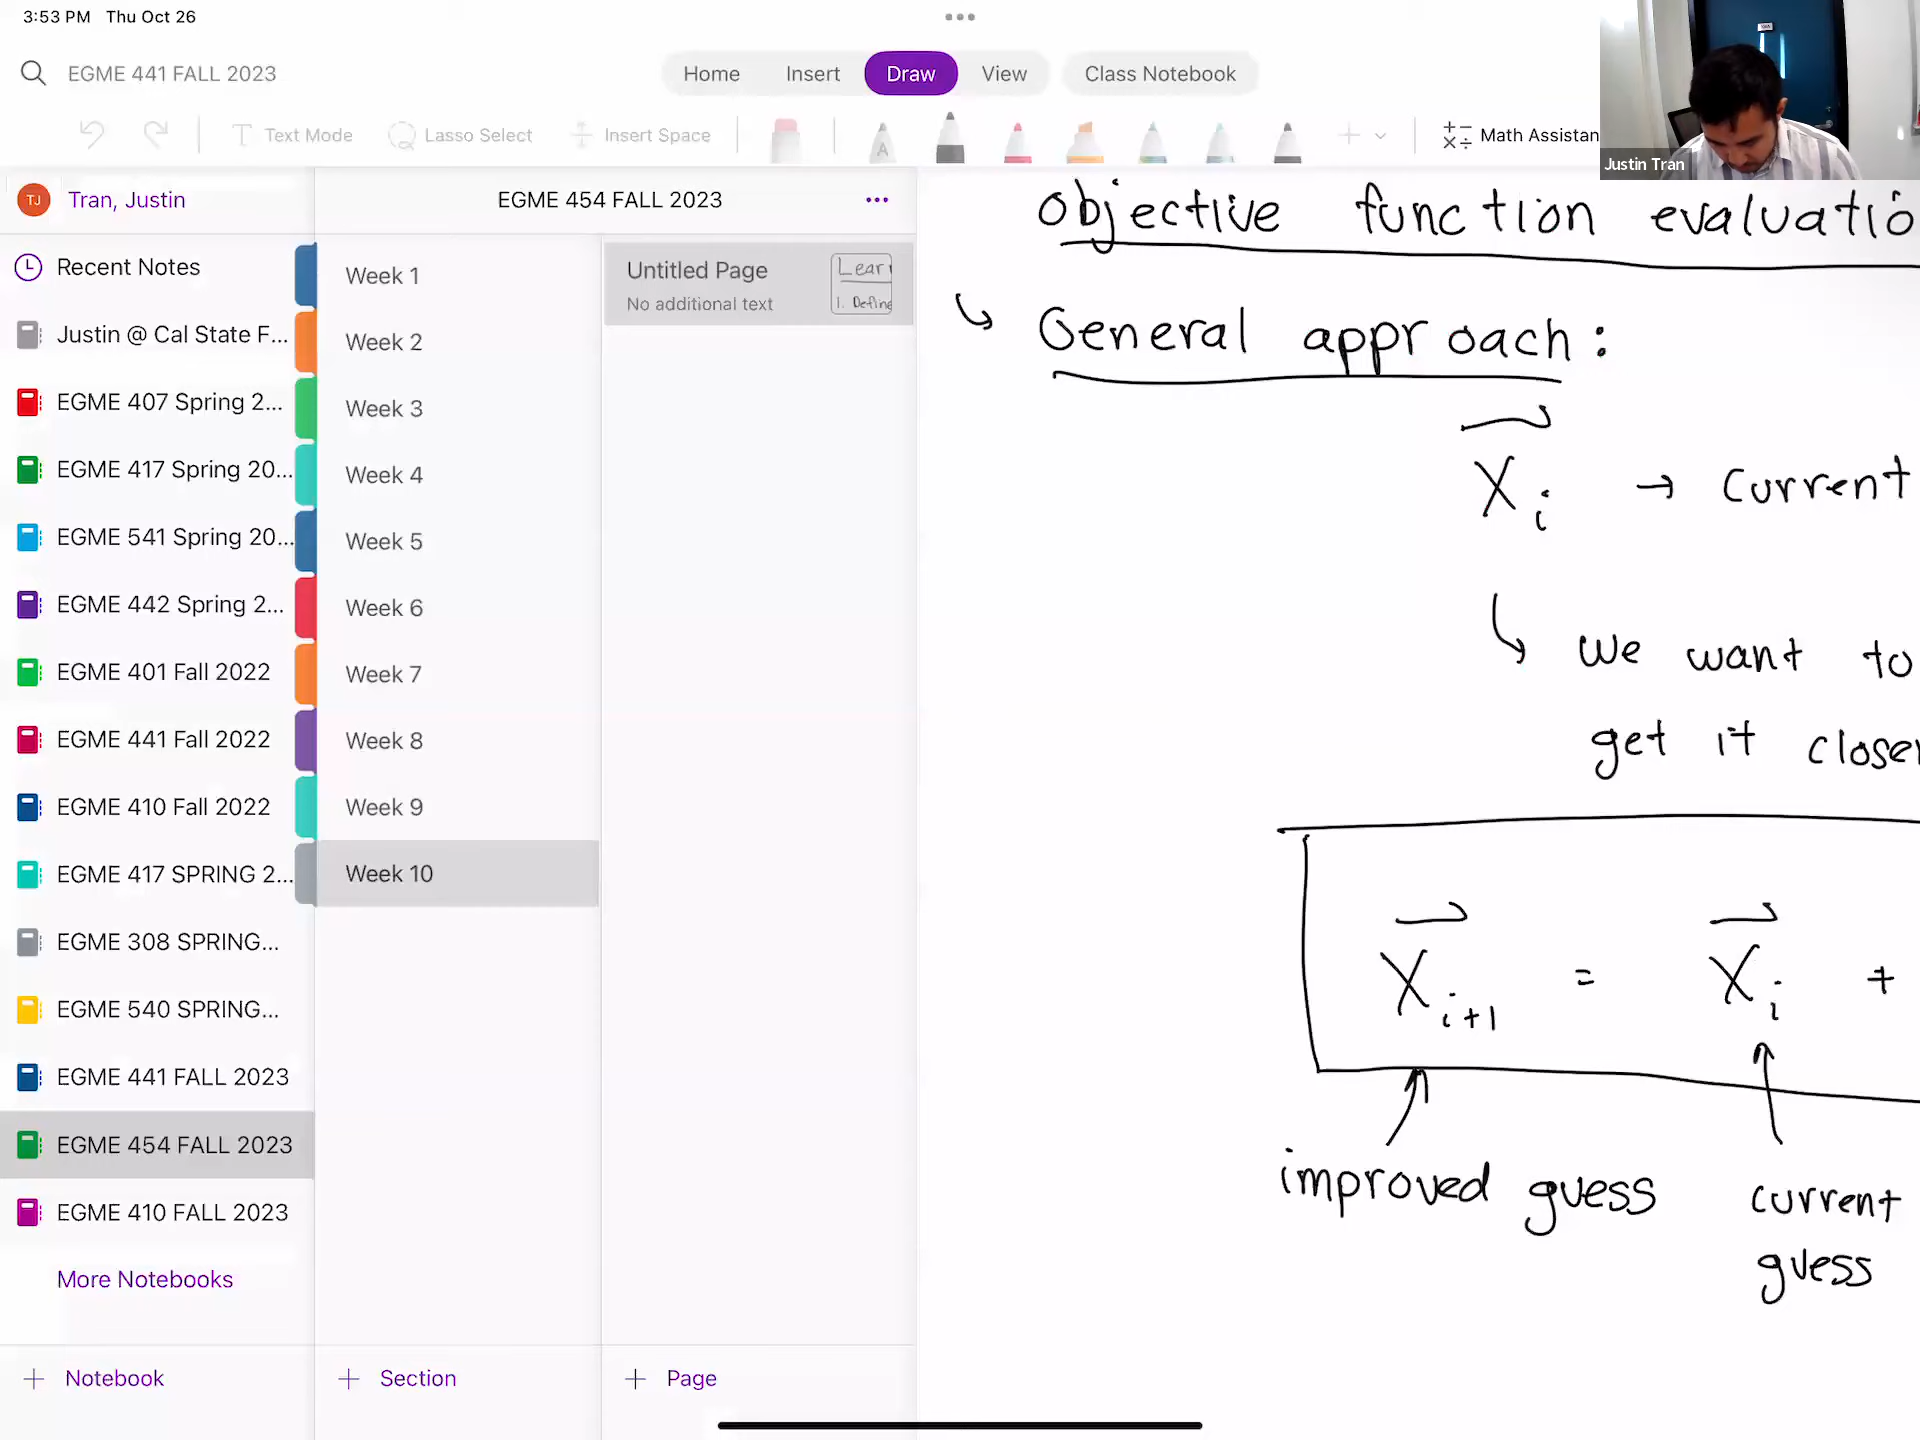 3:53 PM Thu Oct 26
EGME 441 FALL 2023
Home Insert Draw View Class Notebook
Text Mode Lasso Select Insert Space A Math Assistan
Justin Tran
TJ Tran, Justin
Recent Notes
Justin @ Cal State F...
EGME 407 Spring 2...
EGME 417 Spring 20...
EGME 541 Spring 20...
EGME 442 Spring 2...
EGME 401 Fall 2022
EGME 441 Fall 2022
EGME 410 Fall 2022
EGME 417 SPRING 2...
EGME 308 SPRING...
EGME 540 SPRING...
EGME 441 FALL 2023
EGME 454 FALL 2023
EGME 410 FALL 2023
More Notebooks
+ Notebook
EGME 454 FALL 2023 ...
Week 1
Week 2
Week 3
Week 4
Week 5
Week 6
Week 7
Week 8
Week 9
Week 10
+ Section
Untitled Page
No additional text
Lear
1. Define
+ Page
objective function evaluatio
↳ General approach:
X⃗ i → current
↳ we want to
get it closer
X⃗ i+1 = X⃗ i +
improved guess
current
guess